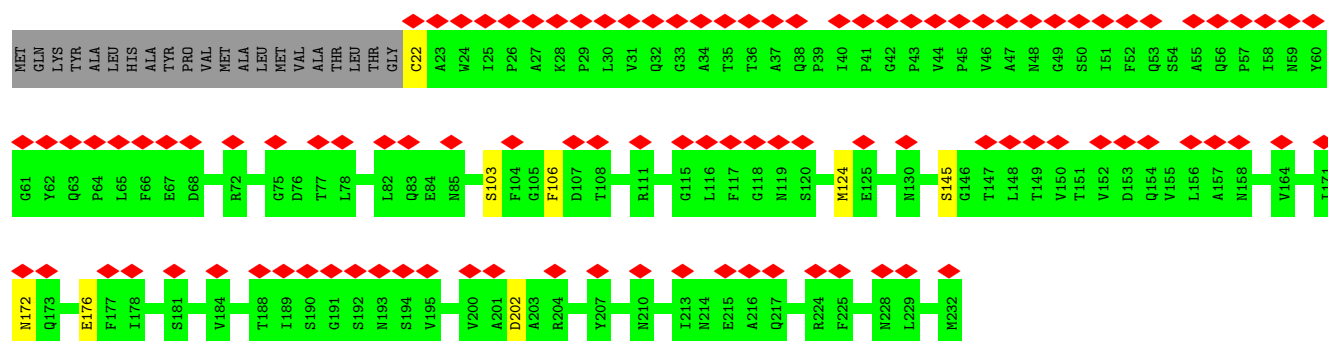 MET GLN LYS TYR ALA LEU HIS ALA TYR PRO VAL MET ALA LEU MET VAL ALA THR LEU THR GLY C22 A23 W24 I25 P26 A27 K28 P29 L30 V31 Q32 G33 A34 T35 T36 A37 Q38 P39 I40 P41 G42 P43 V44 P45 V46 A47 N48 G49 S50 I51 F52 Q53 S54 A55 Q56 P57 I58 N59 Y60
G61 Y62 Q63 P64 L65 F66 E67 D68 R72 G75 D76 T77 L78 L82 Q83 E84 N85 S103 F104 G105 F106 D107 T108 R111 G115 L116 F117 G118 N119 S120 M124 E125 N130 S145 G146 T147 L148 T149 V150 T151 V152 D153 Q154 V155 L156 A157 N158 V164 I171
N172 Q173 E176 F177 I178 S181 V184 T188 I189 S190 G191 S192 N193 S194 V195 V200 A201 D202 A203 R204 Y207 N210 I213 N214 E215 A216 Q217 R224 F225 N228 L229 M232